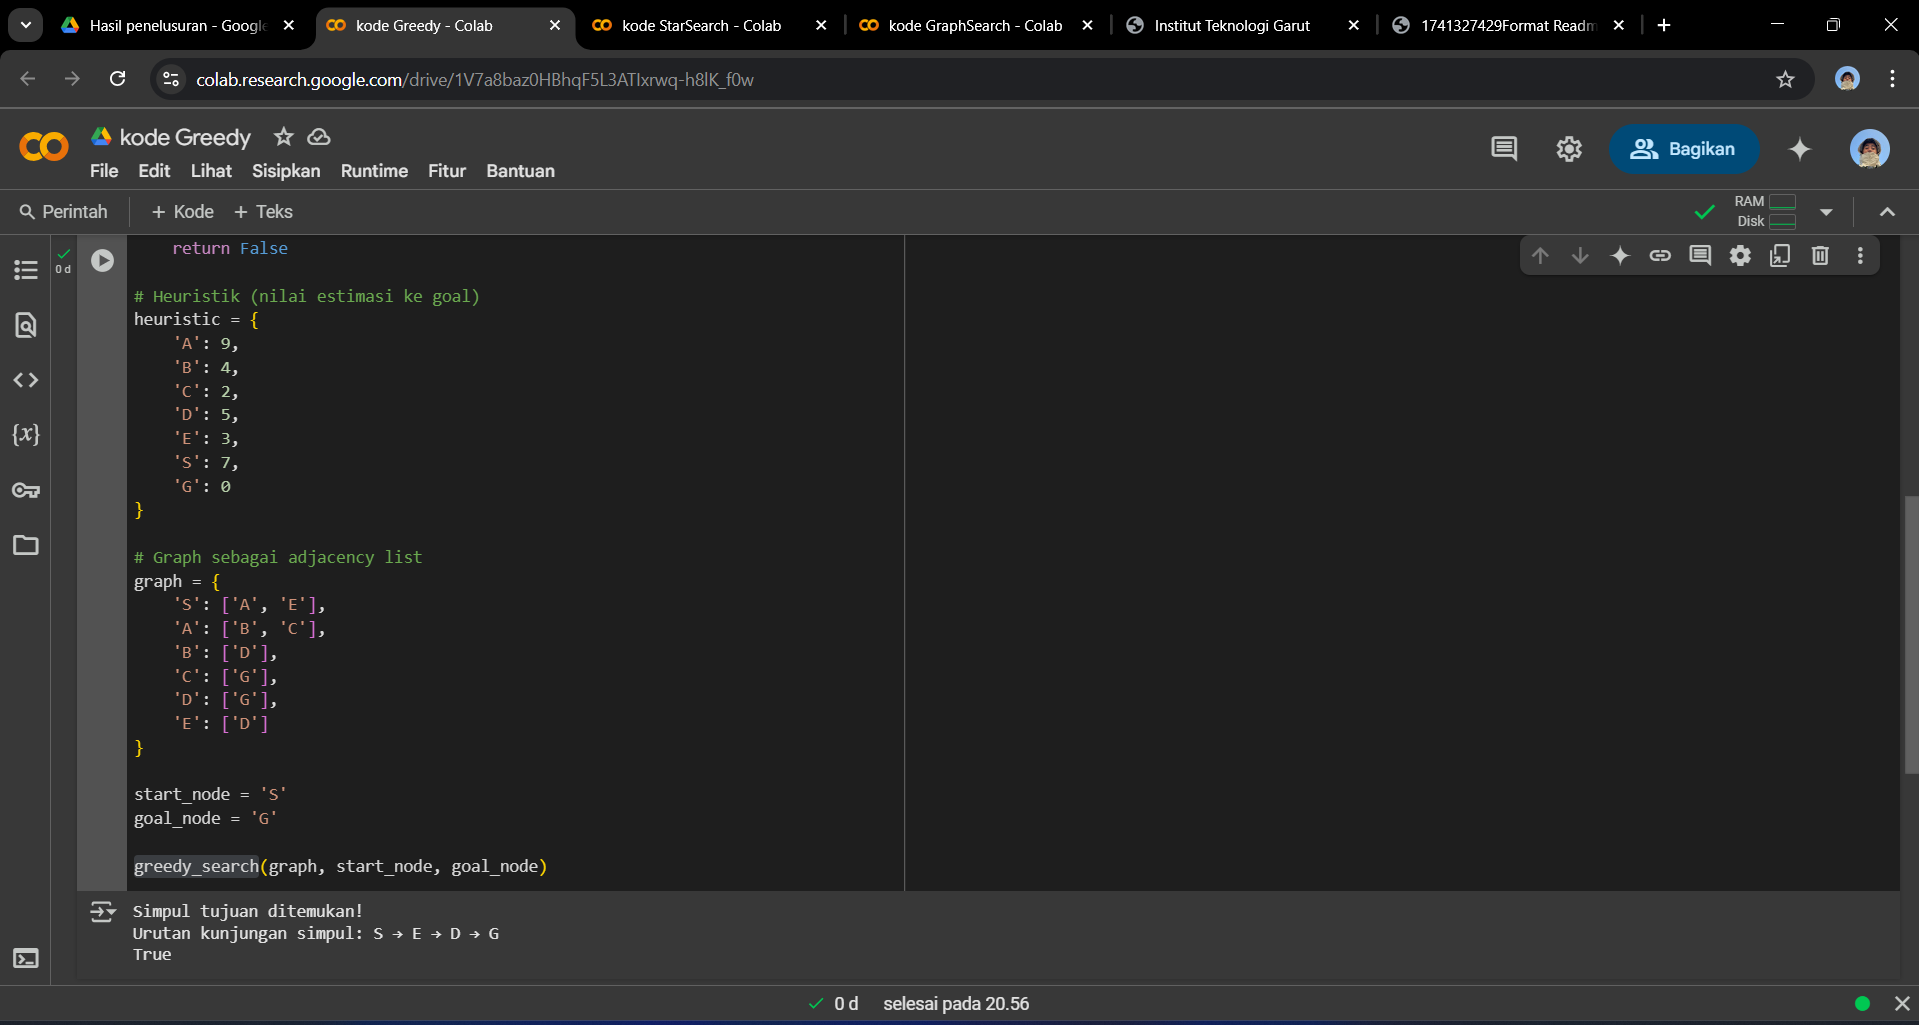 Hasil penelusuran - Google
kode Greedy - Colab
kode StarSearch - Colab
kode GraphSearch - Colab
Institut Teknologi Garut
1741327429Format Readm
colab.research.google.com/drive/1V7a8baz0HBhqF5L3ATIxrwq-h8lK_f0w
kode Greedy
File Edit Lihat Sisipkan Runtime Fitur Bantuan
Bagikan
Perintah + Kode + Teks
RAM
Disk
0 d
return False
# Heuristik (nilai estimasi ke goal)
heuristic = {
'A': 9,
'B': 4,
'C': 2,
'D': 5,
'E': 3,
'S': 7,
'G': 0
}
# Graph sebagai adjacency list
graph = {
'S': ['A', 'E'],
'A': ['B', 'C'],
'B': ['D'],
'C': ['G'],
'D': ['G'],
'E': ['D']
}
start_node = 'S'
goal_node = 'G'
greedy_search(graph, start_node, goal_node)
Simpul tujuan ditemukan!
Urutan kunjungan simpul: S → E → D → G
True
0 d selesai pada 20.56